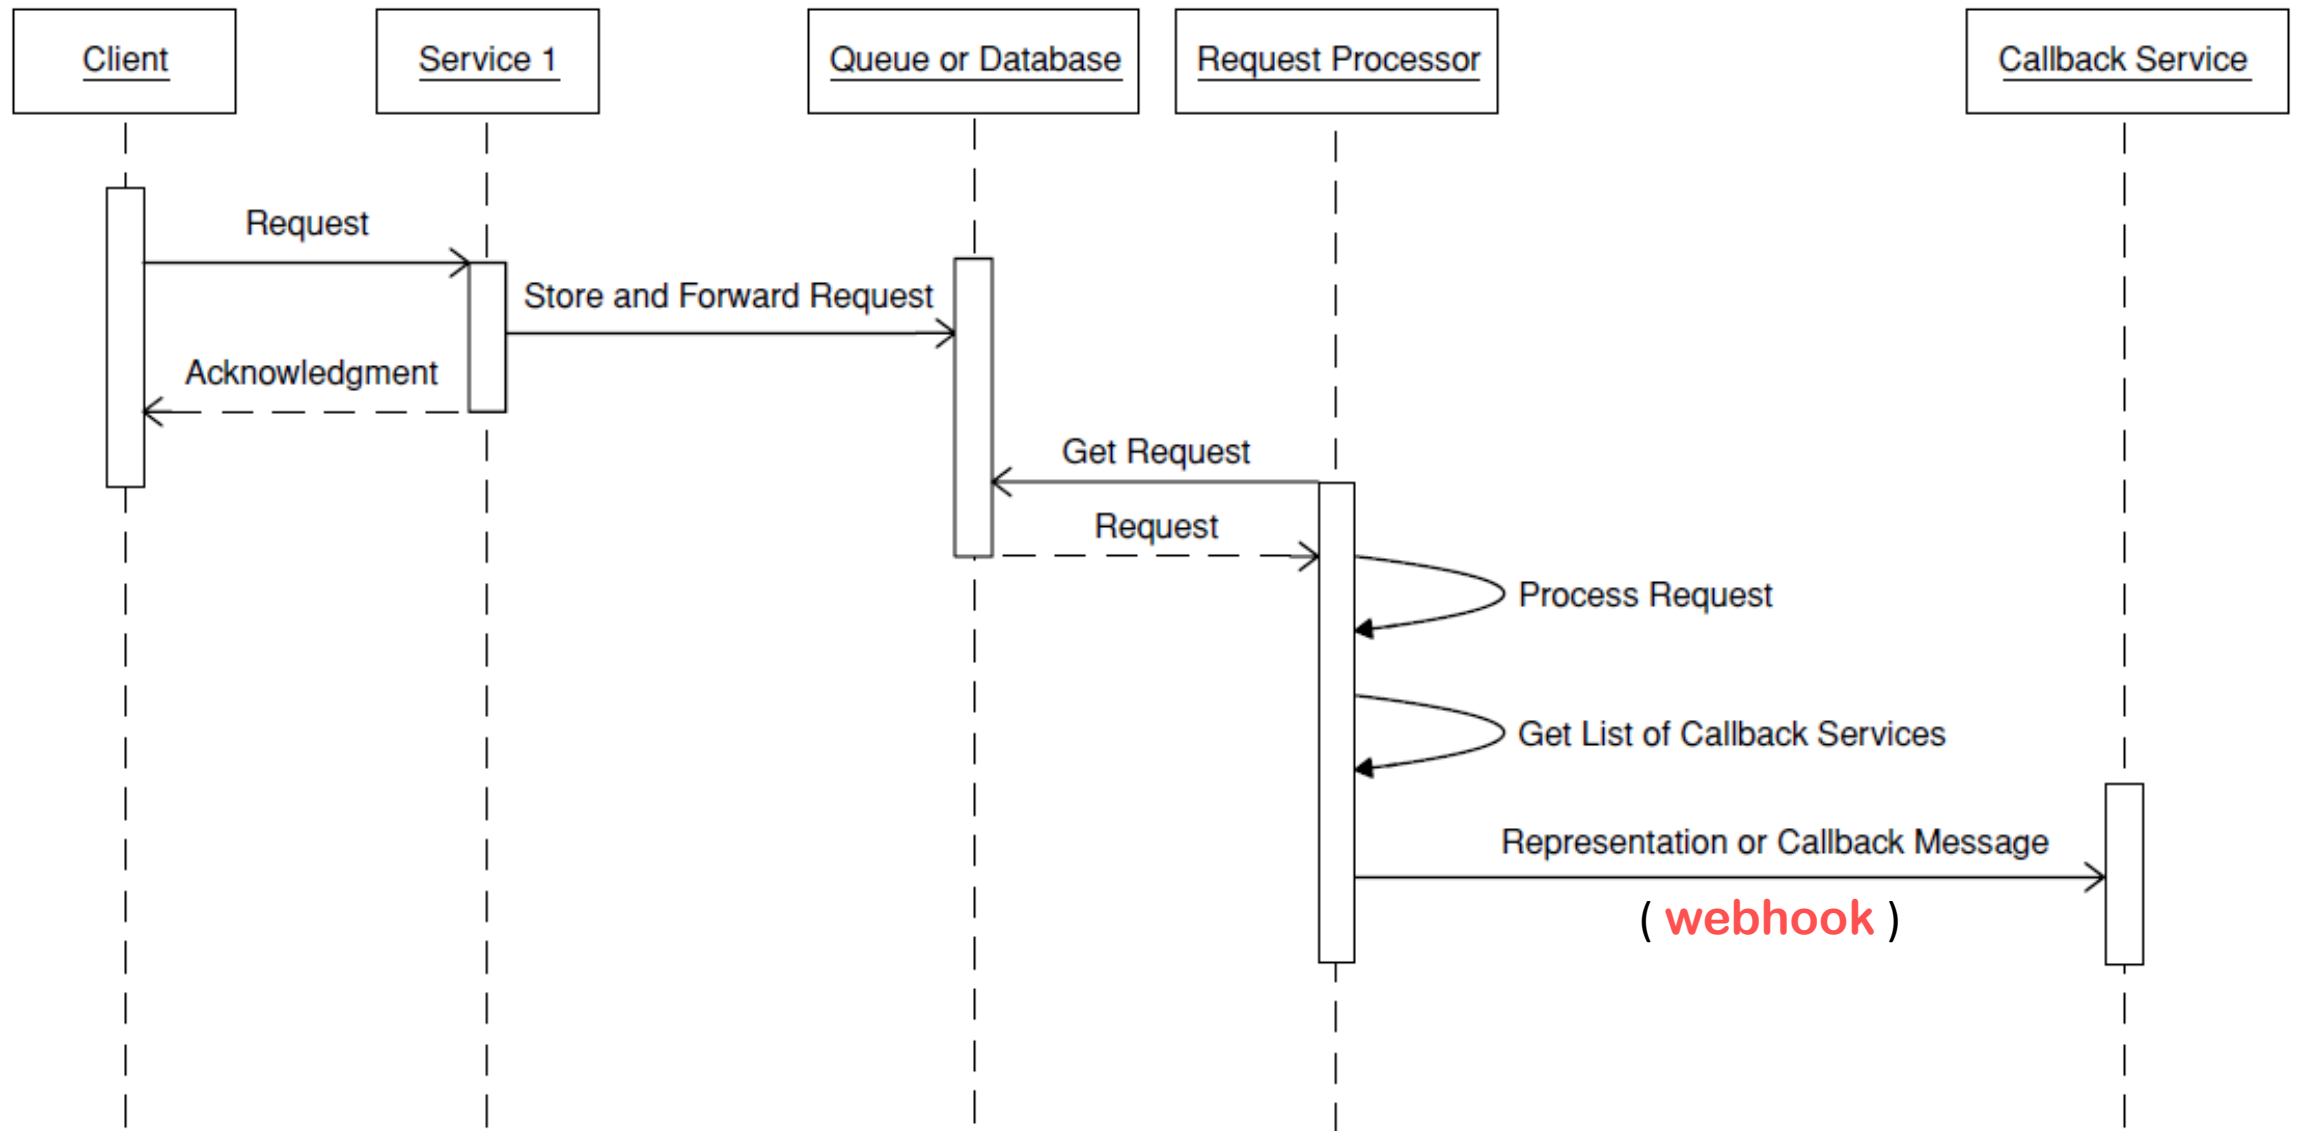 Client
Service 1
Queue or Database
Request Processor
Callback Service
Request
Store and Forward Request
Acknowledgment
Get Request
Request
Process Request
Get List of Callback Services
Representation or Callback Message
( webhook )